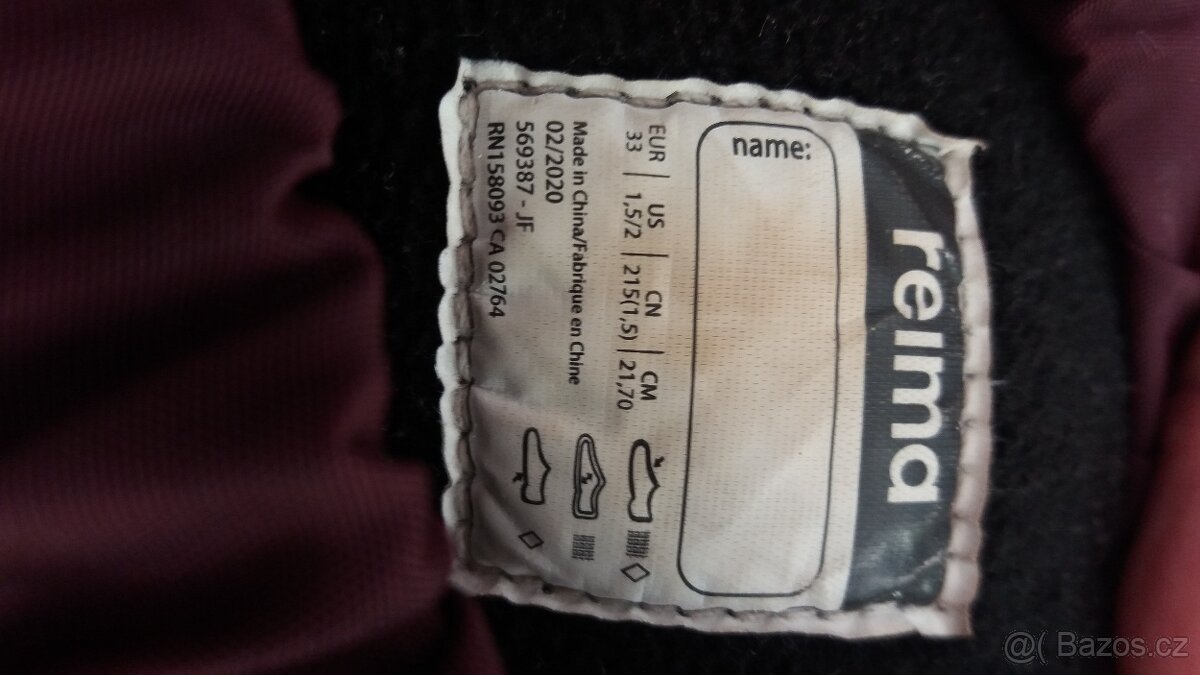 reima
name:
EUR | US | CN | CM
33 | 1,5/2 | 215(1,5) | 21,70
Made in China/Fabrique en Chine
02/2020
569387 - JF
RN158093 CA 02764
@( Bazos.cz